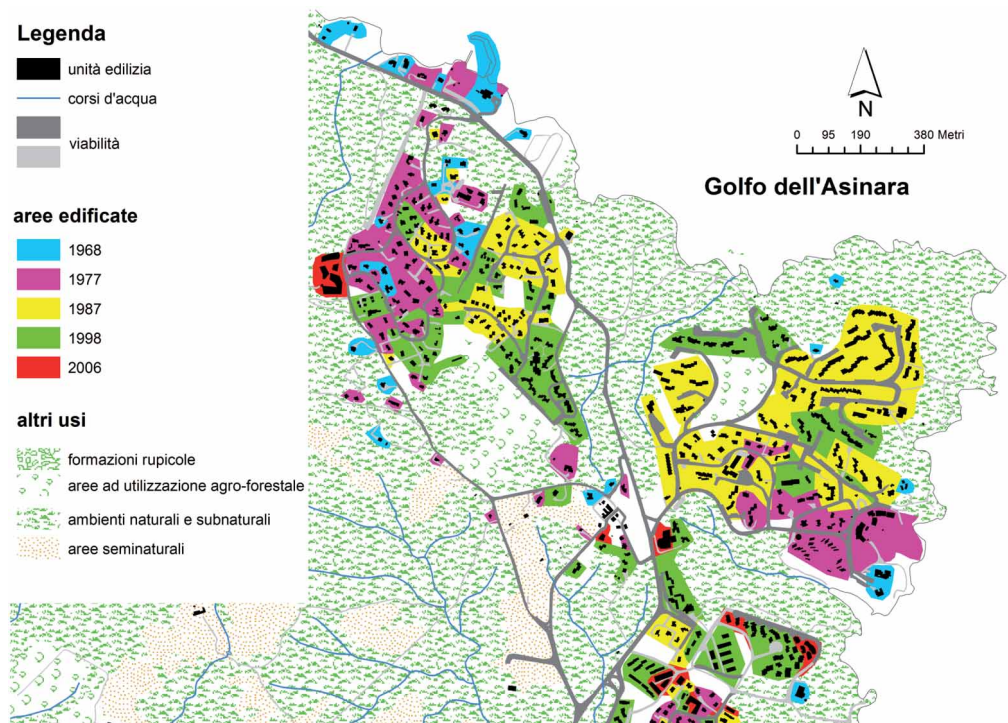 Legenda
unità edilizia
corsi d'acqua
viabilità
aree edificate
1968
1977
1987
1998
2006
altri usi
formazioni rupicole
aree ad utilizzazione agro-forestale
ambienti naturali e subnaturali
aree seminaturali
N
0 95 190 380 Metri
Golfo dell'Asinara